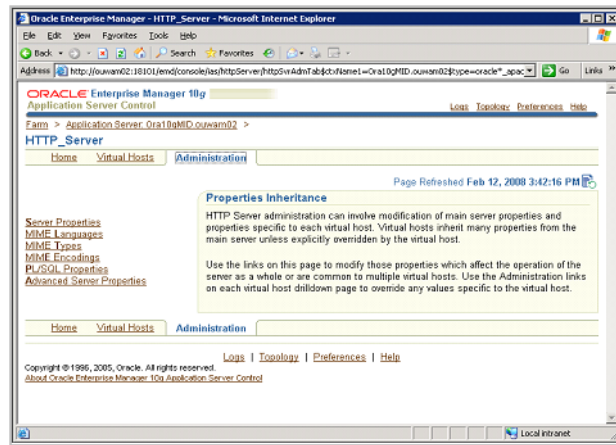 Oracle Enterprise Manager - HTTP_Server - Microsoft Internet Explorer
File Edit View Favorites Tools Help
Back Search Favorites
Address http://ouwam02:18101/emd/console/ias/httpServer/httpSvrAdmTab$ctxName1=Ora10gMID.ouwam02$type=oracle*_apac Go Links »
ORACLE Enterprise Manager 10g
Application Server Control Logs Topology Preferences Help
Farm > Application Server: Ora10gMID.ouwam02 >
HTTP_Server
Home Virtual Hosts Administration
Page Refreshed Feb 12, 2008 3:42:16 PM
Properties Inheritance
HTTP Server administration can involve modification of main server properties and
properties specific to each virtual host. Virtual hosts inherit many properties from the
main server unless explicitly overridden by the virtual host.
Use the links on this page to modify those properties which affect the operation of the
server as a whole or are common to multiple virtual hosts. Use the Administration links
on each virtual host drilldown page to override any values specific to the virtual host.
Server Properties
MIME Languages
MIME Types
MIME Encodings
PL/SQL Properties
Advanced Server Properties
Home Virtual Hosts Administration
Logs | Topology | Preferences | Help
Copyright © 1996, 2005, Oracle. All rights reserved.
About Oracle Enterprise Manager 10g Application Server Control
Local intranet